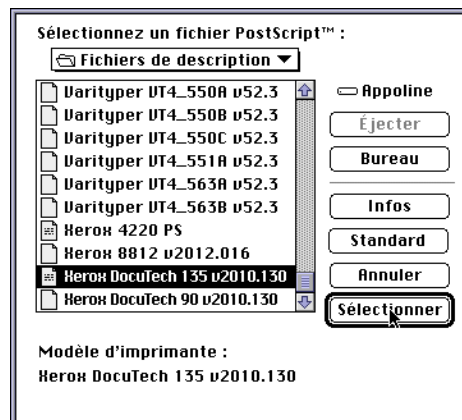 Sélectionnez un fichier PostScript™ :
Fichiers de description
Varityper VT4_550A v52.3
Varityper VT4_550B v52.3
Varityper VT4_550C v52.3
Varityper VT4_551A v52.3
Varityper VT4_563A v52.3
Varityper VT4_563B v52.3
Xerox 4220 PS
Xerox 8812 v2012.016
Xerox DocuTech 135 v2010.130
Xerox DocuTech 90 v2010.130
Appoline
Éjecter
Bureau
Infos
Standard
Annuler
Sélectionner
Modèle d'imprimante :
Xerox DocuTech 135 v2010.130